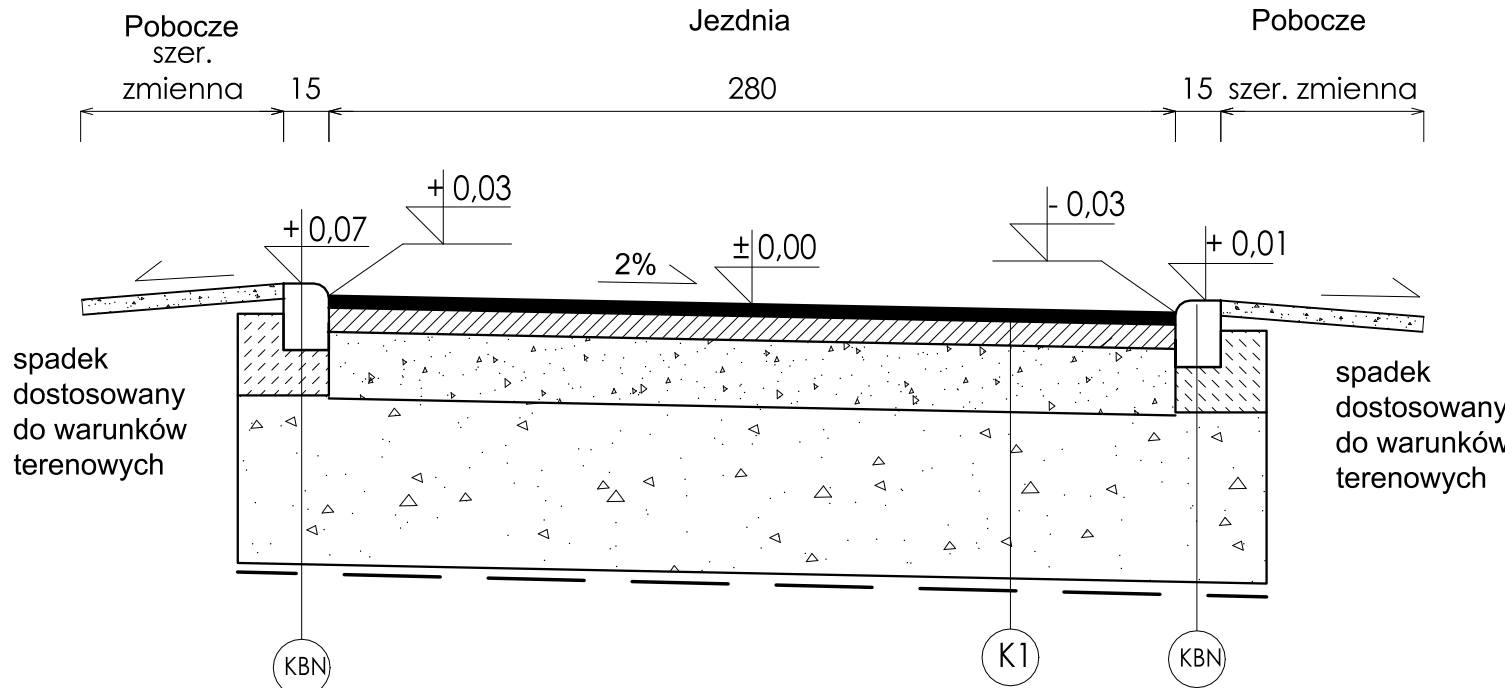 Pobocze
szer.
zmienna
15
Jezdnia
280
Pobocze
15
szer. zmienna
+ 0,07
+ 0,03
2%
± 0,00
- 0,03
+ 0,01
spadek
dostosowany
do warunków
terenowych
spadek
dostosowany
do warunków
terenowych
KBN
K1
KBN